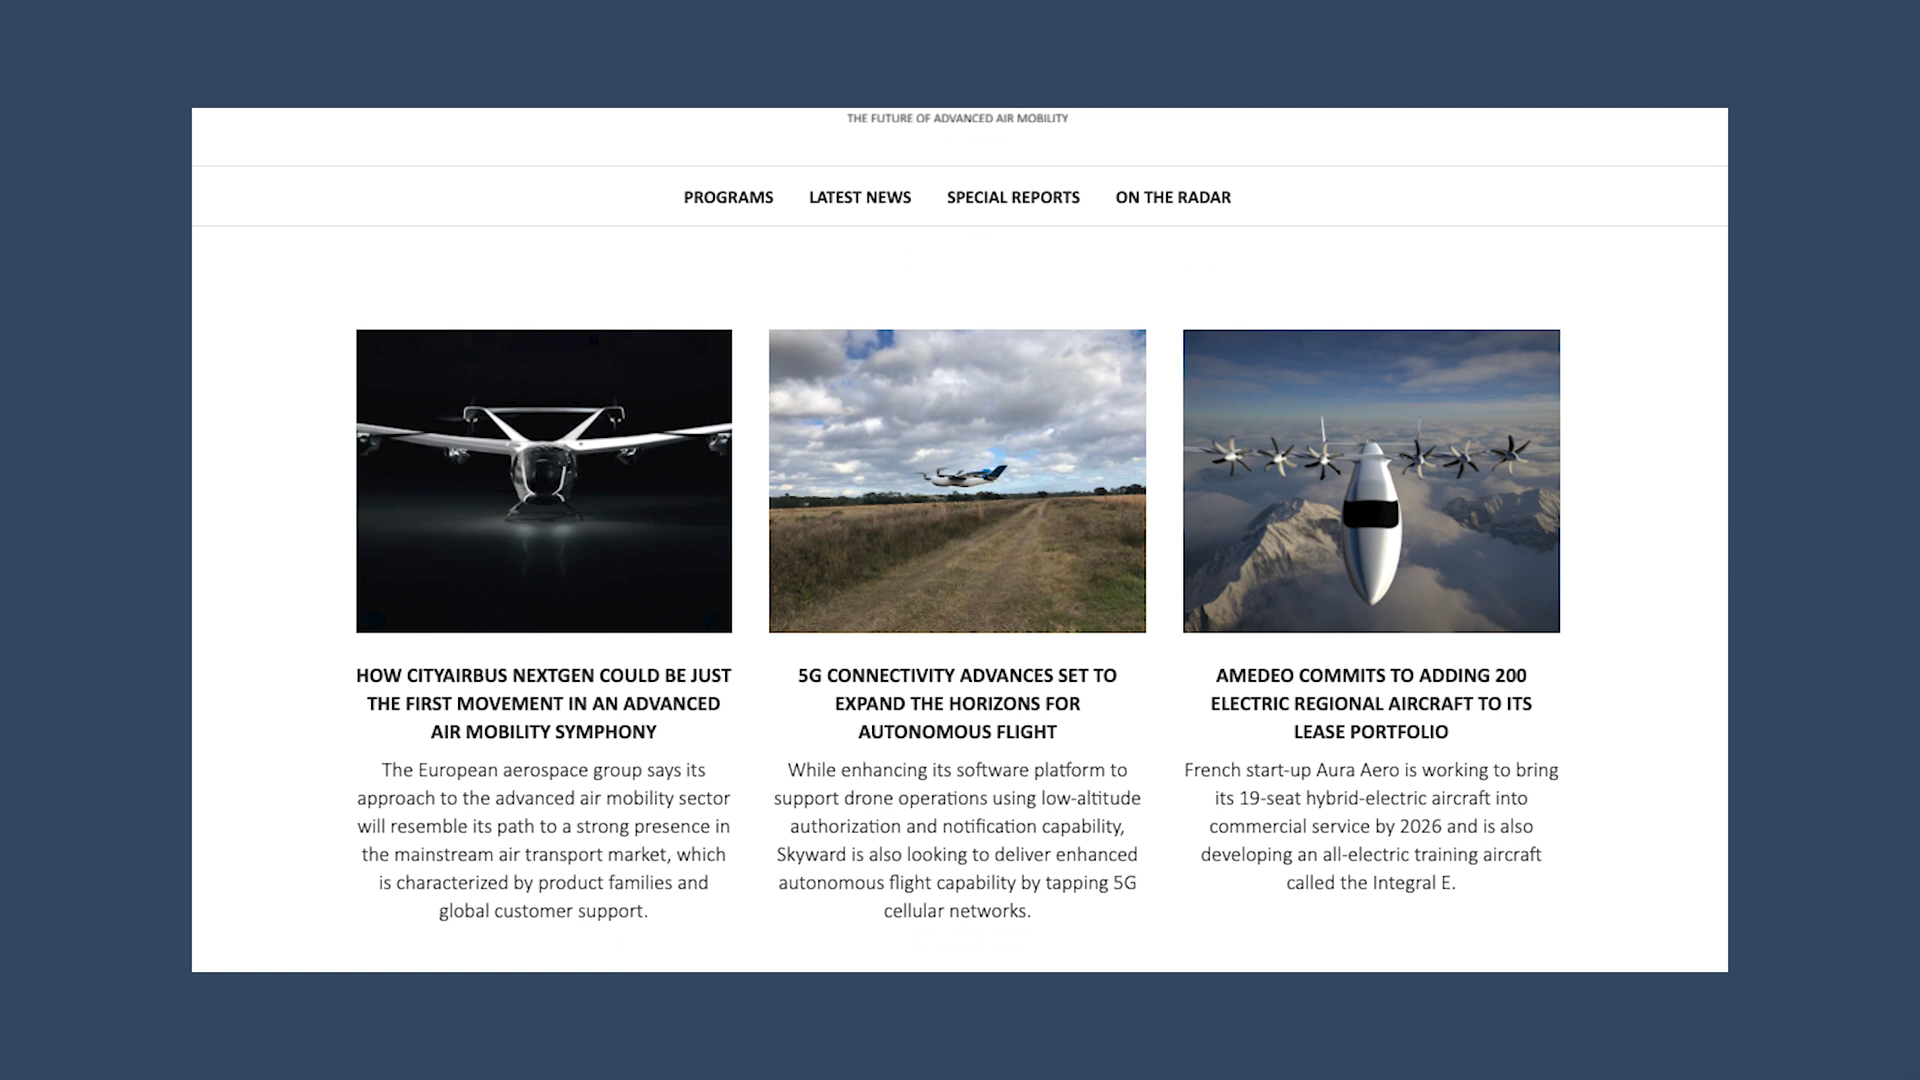 THE FUTURE OF ADVANCED AIR MOBILITY
PROGRAMS LATEST NEWS SPECIAL REPORTS ON THE RADAR
HOW CITYAIRBUS NEXTGEN COULD BE JUST
THE FIRST MOVEMENT IN AN ADVANCED
AIR MOBILITY SYMPHONY
The European aerospace group says its
approach to the advanced air mobility sector
will resemble its path to a strong presence in
the mainstream air transport market, which
is characterized by product families and
global customer support.
5G CONNECTIVITY ADVANCES SET TO
EXPAND THE HORIZONS FOR
AUTONOMOUS FLIGHT
While enhancing its software platform to
support drone operations using low-altitude
authorization and notification capability,
Skyward is also looking to deliver enhanced
autonomous flight capability by tapping 5G
cellular networks.
AMEDEO COMMITS TO ADDING 200
ELECTRIC REGIONAL AIRCRAFT TO ITS
LEASE PORTFOLIO
French start-up Aura Aero is working to bring
its 19-seat hybrid-electric aircraft into
commercial service by 2026 and is also
developing an all-electric training aircraft
called the Integral E.